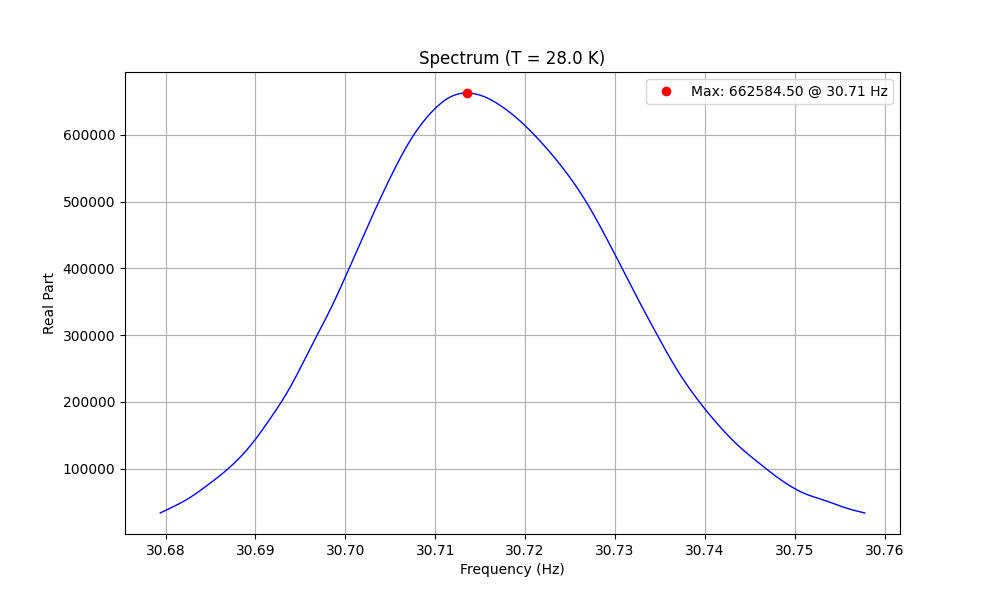 Spectrum (T = 28.0 K)
Max: 662584.50 @ 30.71 Hz
Real Part
600000
500000
400000
300000
200000
100000
30.68 30.69 30.70 30.71 30.72 30.73 30.74 30.75 30.76
Frequency (Hz)